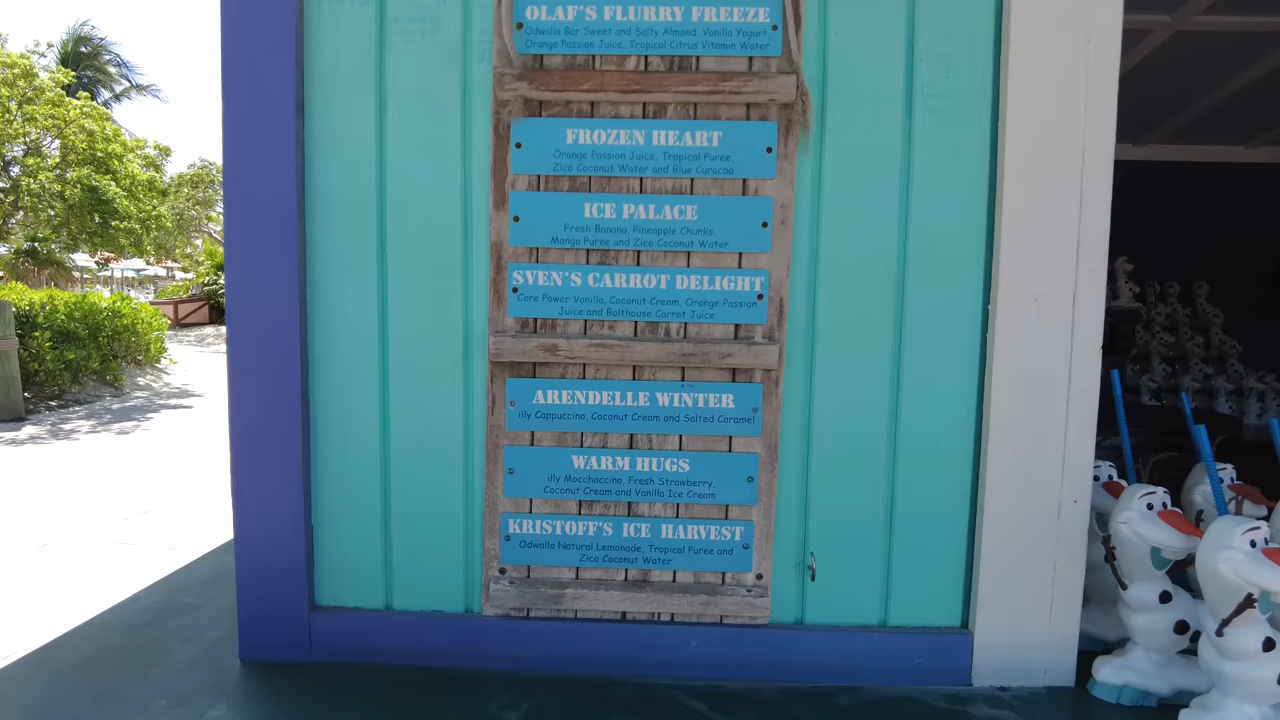 OLAF'S FLURRY FREEZE
Odwalla Bar Sweet and Salty Almond, Vanilla Yogurt,
Orange Passion Juice, Tropical Citrus Vitamin Water
FROZEN HEART
Orange Passion Juice, Tropical Puree,
Zico Coconut Water and Blue Curacao
ICE PALACE
Fresh Banana, Pineapple Chunks,
Mango Puree and Zico Coconut Water
SVEN'S CARROT DELIGHT
Core Power Vanilla, Coconut Cream, Orange Passion
Juice and Bolthouse Carrot Juice
ARENDELLE WINTER
illy Cappuccino, Coconut Cream and Salted Caramel
WARM HUGS
illy Mocchaccino, Fresh Strawberry,
Coconut Cream and Vanilla Ice Cream
KRISTOFF'S ICE HARVEST
Odwalla Natural Lemonade, Tropical Puree and
Zico Coconut Water